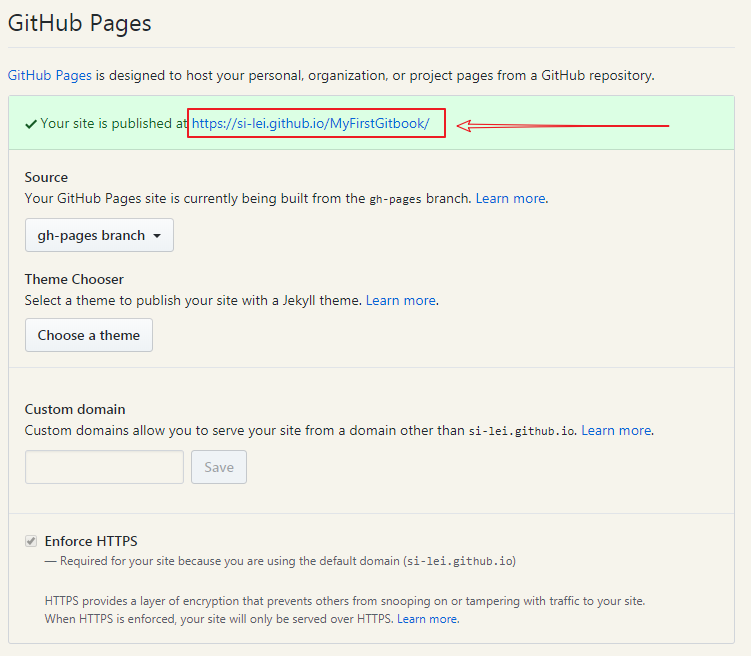 GitHub Pages
GitHub Pages is designed to host your personal, organization, or project pages from a GitHub repository.
Your site is published at https://si-lei.github.io/MyFirstGitbook/
Source
Your GitHub Pages site is currently being built from the gh-pages branch. Learn more.
gh-pages branch
Theme Chooser
Select a theme to publish your site with a Jekyll theme. Learn more.
Choose a theme
Custom domain
Custom domains allow you to serve your site from a domain other than si-lei.github.io. Learn more.
Save
Enforce HTTPS
— Required for your site because you are using the default domain (si-lei.github.io)
HTTPS provides a layer of encryption that prevents others from snooping on or tampering with traffic to your site.
When HTTPS is enforced, your site will only be served over HTTPS. Learn more.